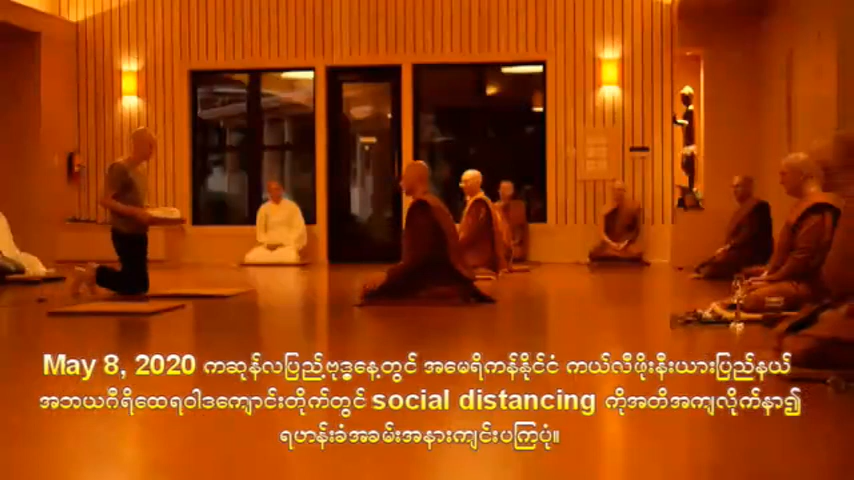 May 8, 2020 ကဆုန်လပြည့်ဗုဒ္ဓနေ့တွင် အမေရိကန်နိုင်ငံ ကယ်လီဖိုးနီးယားပြည်နယ်
အဘယဂီရိထေရဝါဒကျောင်းတိုက်တွင် social distancing ကိုအတိအကျလိုက်နာ၍
ရဟန်းခံအခမ်းအနားကျင်းပကြပုံ။